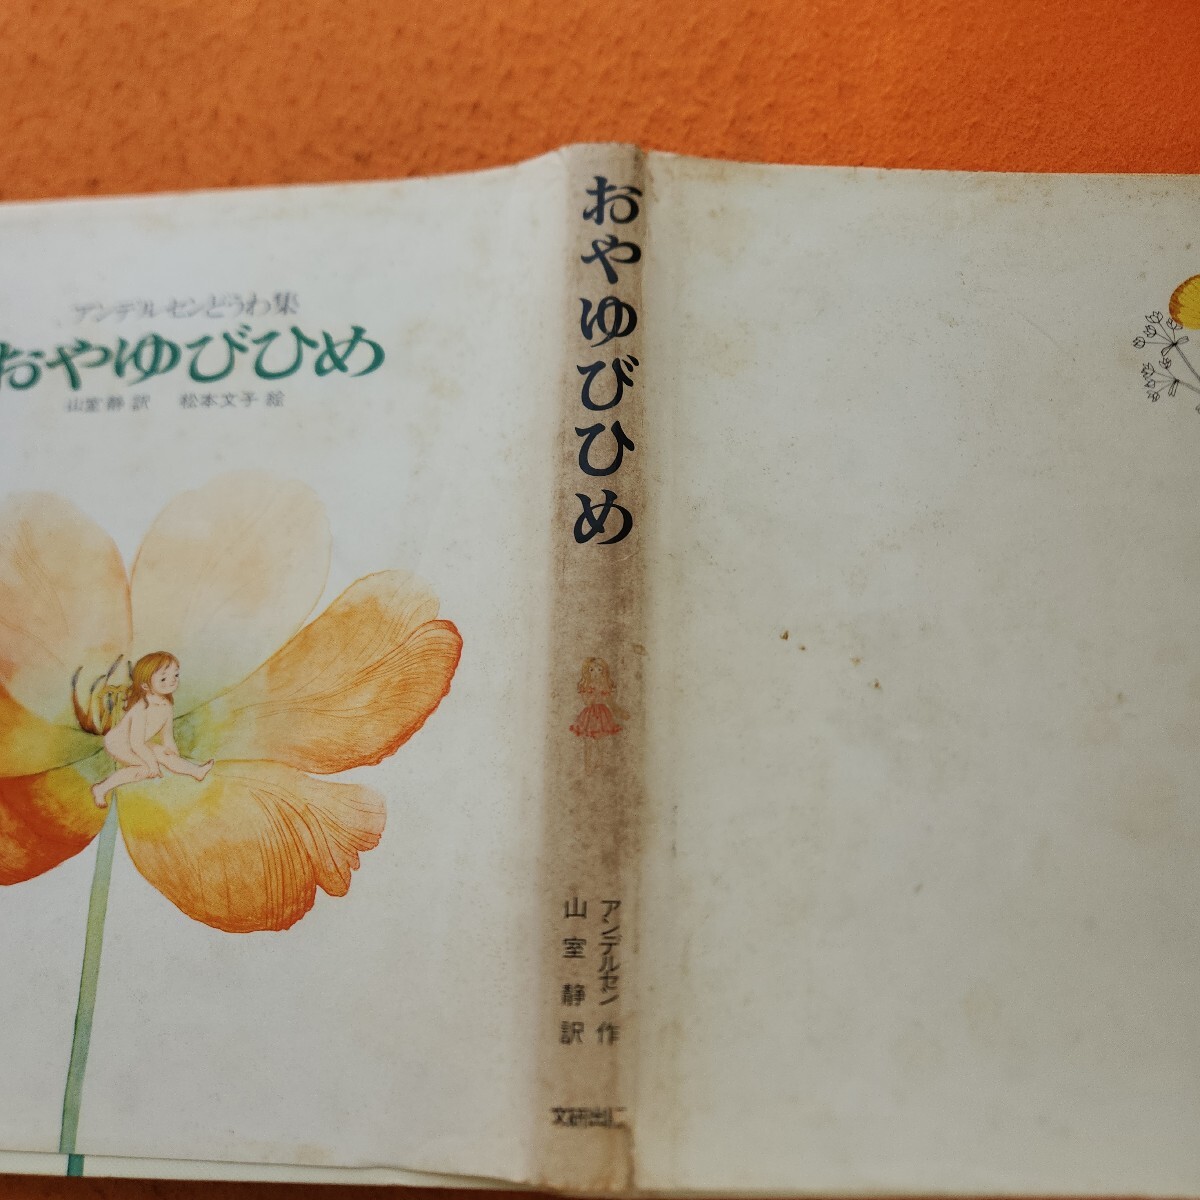 アンデルセンどうわ集
おやゆびひめ
山室静訳 松本文子絵
おやゆびひめ
アンデルセン作
山室静訳
文研出